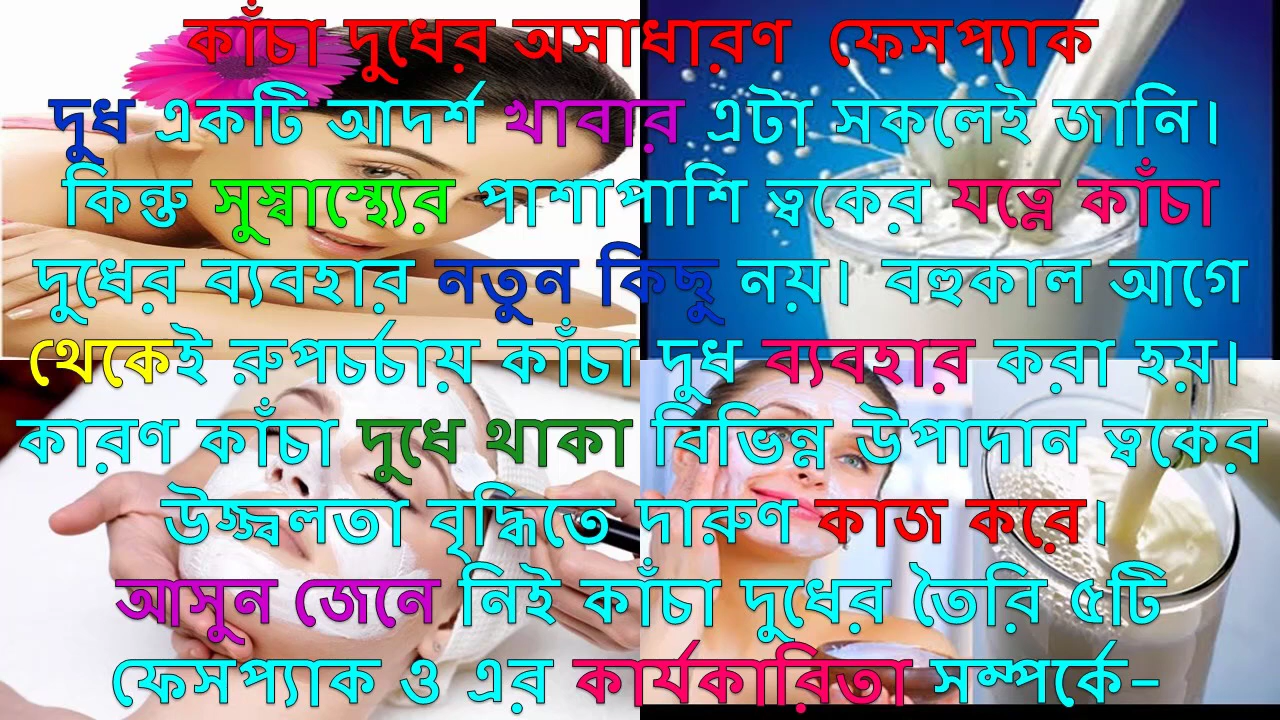 কাঁচা দুধের অসাধারণ ফেসপ্যাক
দুধ একটি আদর্শ খাবার এটা সকলেই জানি।
কিন্তু সুস্বাস্থ্যের পাশাপাশি ত্বকের যত্নে কাঁচা
দুধের ব্যবহার নতুন কিছু নয়। বহুকাল আগে
থেকেই রুপচর্চায় কাঁচা দুধ ব্যবহার করা হয়।
কারণ কাঁচা দুধে থাকা বিভিন্ন উপাদান ত্বকের
উজ্জ্বলতা বৃদ্ধিতে দারুণ কাজ করে।
আসুন জেনে নিই কাঁচা দুধের তৈরি ৫টি
ফেসপ্যাক ও এর কার্যকারিতা সম্পর্কে–